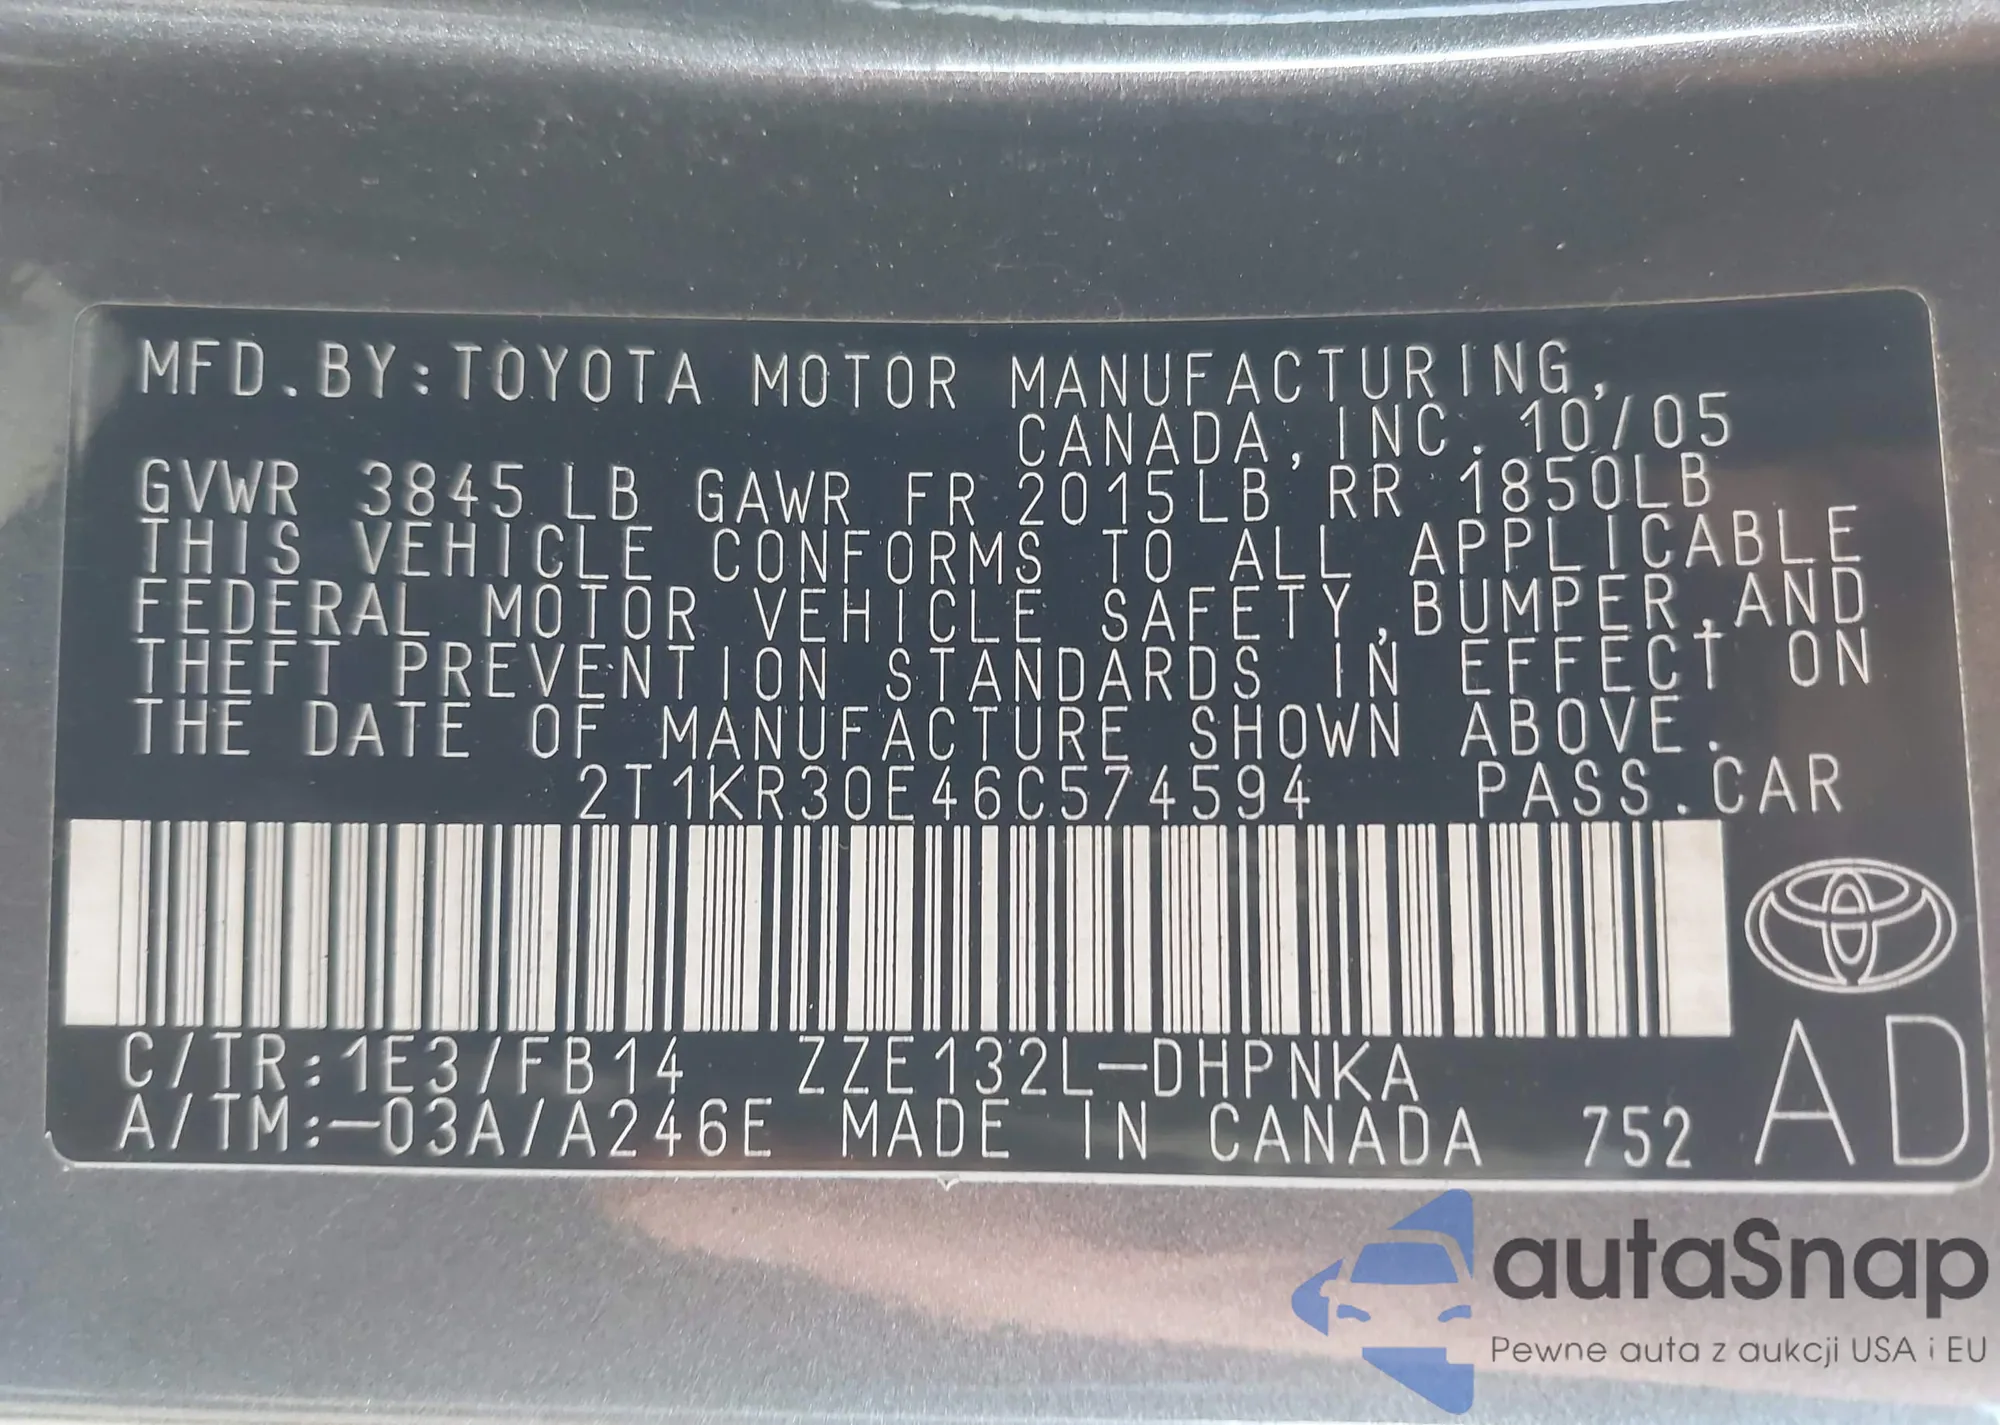 MFD.BY:TOYOTA MOTOR MANUFACTURING,
CANADA,INC. 10/05
GVWR 3845LB GAWR FR 2015LB RR 1850LB
THIS VEHICLE CONFORMS TO ALL APPLICABLE
FEDERAL MOTOR VEHICLE SAFETY,BUMPER,AND
THEFT PREVENTION STANDARDS IN EFFECT ON
THE DATE OF MANUFACTURE SHOWN ABOVE.
2T1KR30E46C574594 PASS.CAR
C/TR:1E3/FB14 ZZE132L-DHPNKA
A/TM:-03A/A246E MADE IN CANADA 752
AD
autaSnap
Pewne auta z aukcji USA i EU